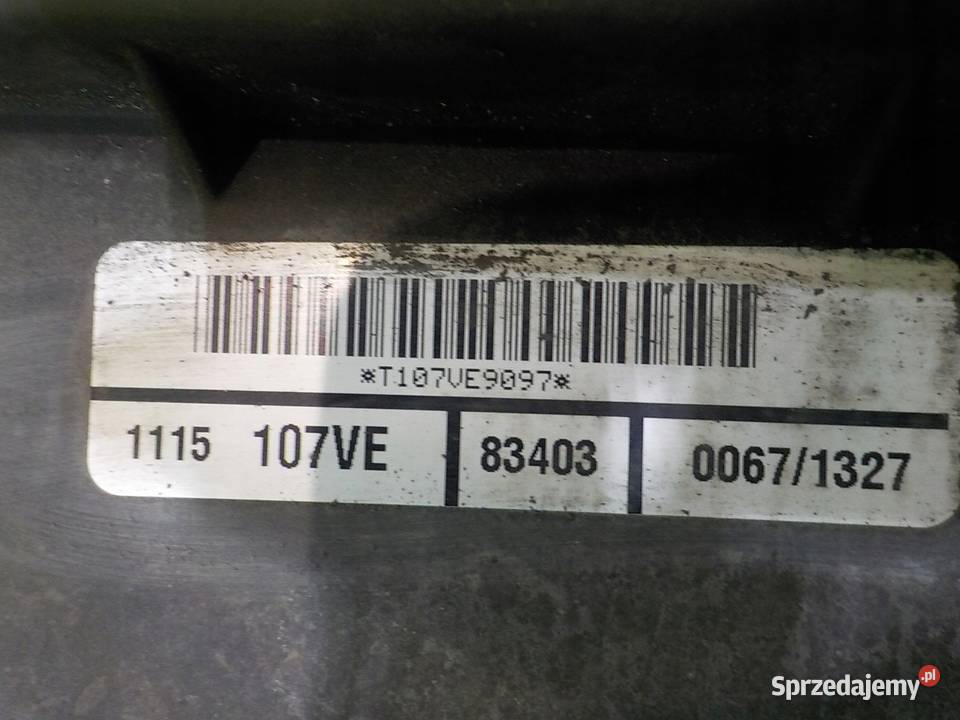 *T107VE9097*
1115 107VE 83403 0067/1327
Sprzedajemy.pl